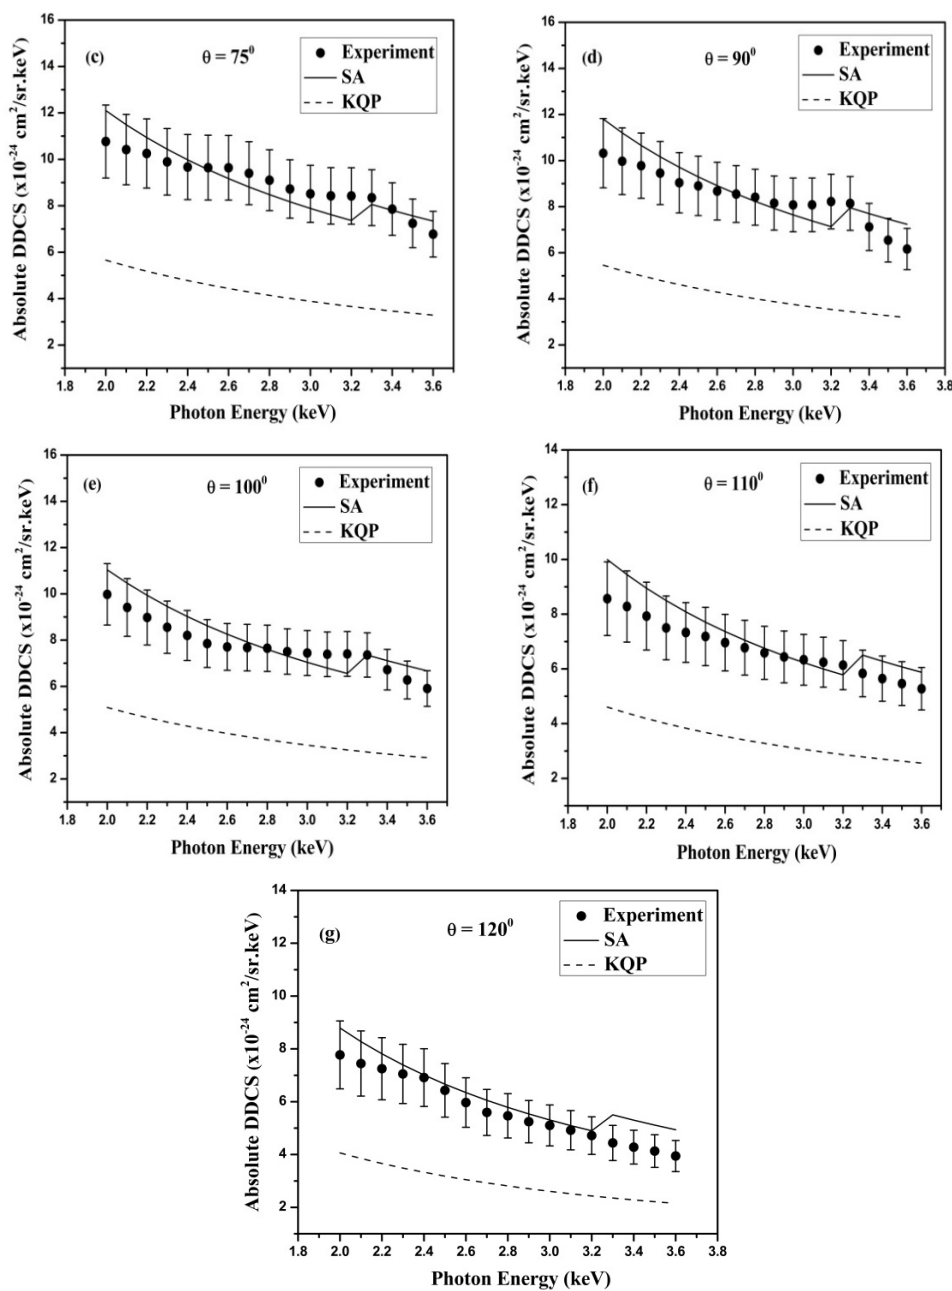 (c)
θ = 75⁰
Experiment
SA
KQP
16
14
12
10
8
6
4
2
Absolute DDCS (x10⁻²⁴ cm²/sr.keV)
1.8 2.0 2.2 2.4 2.6 2.8 3.0 3.2 3.4 3.6
Photon Energy (keV)
(d)
θ = 90⁰
Experiment
SA
KQP
16
14
12
10
8
6
4
2
Absolute DDCS (x10⁻²⁴ cm²/sr.keV)
1.8 2.0 2.2 2.4 2.6 2.8 3.0 3.2 3.4 3.6 3.8
Photon Energy (keV)
(e)
θ = 100⁰
Experiment
SA
KQP
16
14
12
10
8
6
4
2
Absolute DDCS (x10⁻²⁴ cm²/sr.keV)
1.8 2.0 2.2 2.4 2.6 2.8 3.0 3.2 3.4 3.6
Photon Energy (keV)
(f)
θ = 110⁰
Experiment
SA
KQP
14
12
10
8
6
4
2
Absolute DDCS (x10⁻²⁴ cm²/sr.keV)
1.8 2.0 2.2 2.4 2.6 2.8 3.0 3.2 3.4 3.6
Photon Energy (keV)
(g)
θ = 120⁰
Experiment
SA
KQP
14
12
10
8
6
4
2
Absolute DDCS (x10⁻²⁴ cm²/sr.keV)
1.8 2.0 2.2 2.4 2.6 2.8 3.0 3.2 3.4 3.6 3.8
Photon Energy (keV)